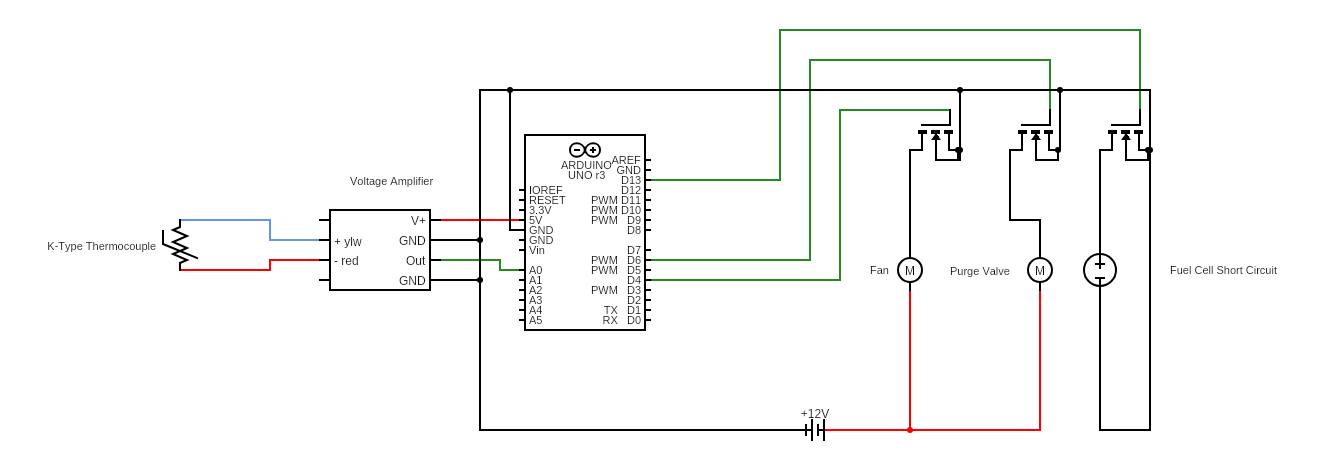 +12V
Voltage Amplifier
K-Type Thermocouple
+ ylw
- red
V+
GND
Out
GND
ARDUINO
UNO r3
IOREF
RESET
3.3V
5V
GND
GND
Vin
A0
A1
A2
A3
A4
A5
AREF
GND
D13
D12
PWM D11
PWM D10
PWM D9
D8
D7
PWM D6
PWM D5
D4
PWM D3
D2
TX D1
RX D0
Fan
M
Purge Valve
M
Fuel Cell Short Circuit